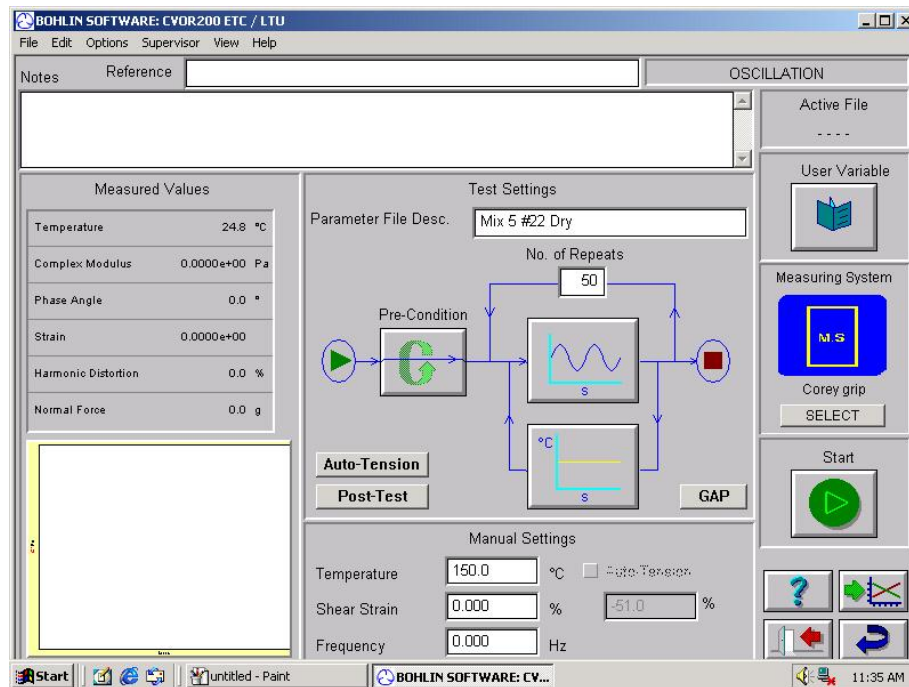 BOHLIN SOFTWARE: CVOR200 ETC / LTU
File Edit Options Supervisor View Help
Notes Reference OSCILLATION
Active File
- - - -
User Variable
Measured Values
Temperature 24.8 °C
Complex Modulus 0.0000e+00 Pa
Phase Angle 0.0 °
Strain 0.0000e+00
Harmonic Distortion 0.0 %
Normal Force 0.0 g
Test Settings
Parameter File Desc. Mix 5 #22 Dry
No. of Repeats
50
Pre-Condition
S
°C
S
Auto-Tension
Post-Test
GAP
Measuring System
M.S
Corey grip
SELECT
Start
Manual Settings
Temperature 150.0 °C Auto-Tension
Shear Strain 0.000 % -51.0 %
Frequency 0.000 Hz
?
Start untitled - Paint BOHLIN SOFTWARE: CV... 11:35 AM